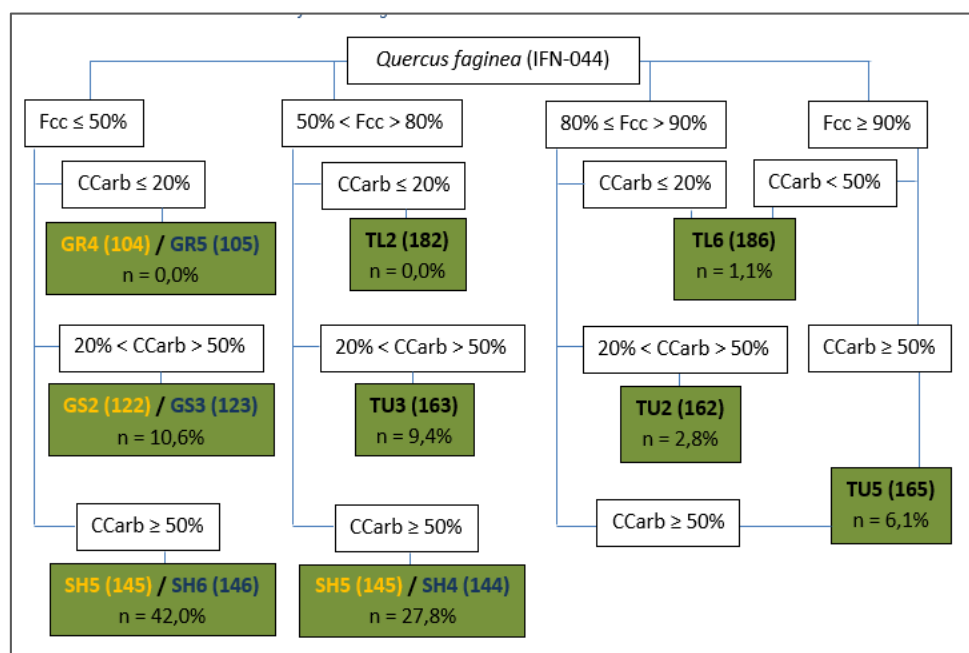 Quercus faginea (IFN-044)
Fcc ≤ 50%
50% < Fcc > 80%
80% ≤ Fcc > 90%
Fcc ≥ 90%
CCarb ≤ 20%
CCarb ≤ 20%
CCarb ≤ 20%
CCarb < 50%
GR4 (104) / GR5 (105)
n = 0,0%
TL2 (182)
n = 0,0%
TL6 (186)
n = 1,1%
20% < CCarb > 50%
20% < CCarb > 50%
20% < CCarb > 50%
CCarb ≥ 50%
GS2 (122) / GS3 (123)
n = 10,6%
TU3 (163)
n = 9,4%
TU2 (162)
n = 2,8%
TU5 (165)
n = 6,1%
CCarb ≥ 50%
CCarb ≥ 50%
CCarb ≥ 50%
SH5 (145) / SH6 (146)
n = 42,0%
SH5 (145) / SH4 (144)
n = 27,8%